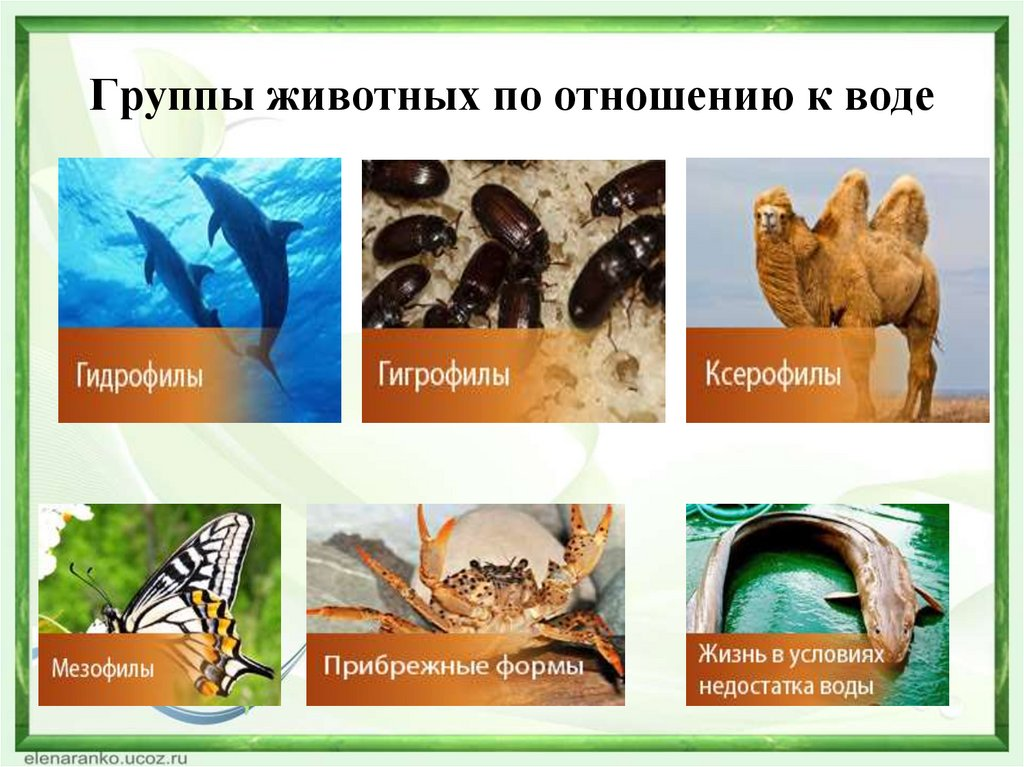 Группы животных по отношению к воде
Гидрофилы
Гигрофилы
Ксерофилы
Мезофилы
Прибрежные формы
Жизнь в условиях
недостатка воды
elenaranko.ucoz.ru